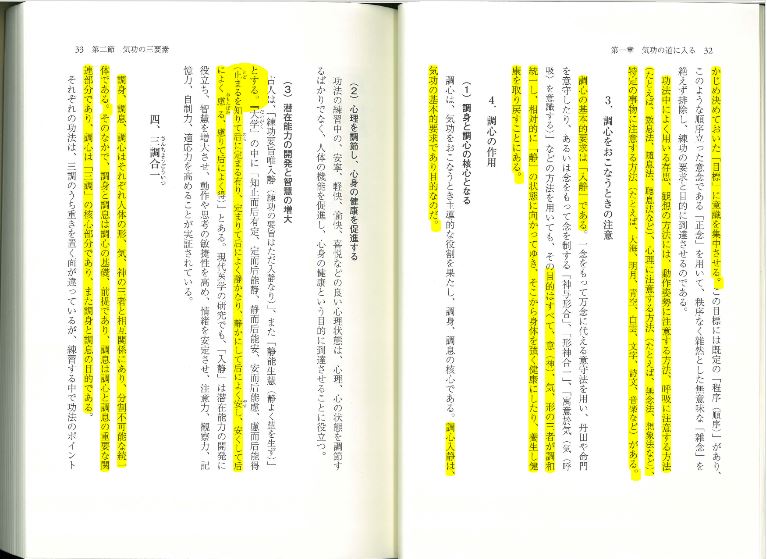 第一章　気功の道に入る　32
かじめ決めておいた「目標」に意識を集中させる。この目標には既定の「程序（順序）」があり、
このような順序立った意念である「正念」を用いて、秩序なく雑然とした無意味な「雑念」を
絶えず排除し、練功の要求と目的に到達させるのである。
功法中によく用いる存思、観想の方法には、動作姿勢に注意する方法、呼吸に注意する方法
（たとえば、数息法、随息法、聴息法など）、心理に注意する方法（たとえば、無念法、想象法など）、
特定の事物に注意する方法（たとえば、大海、明月、青空、白雲、文字、詩文、音楽など）がある。
3、調心をおこなうときの注意
調心の基本的要求は「入静」である。一念をもって万念に代える意守法を用い、丹田や命門
を意守したり、あるいは念をもって念を制する「神与形合」、「形神合一」、「寓意於気（気（呼
吸）を意識する）」などの方法を用いても、その目的はすべて、意（神）、気、形の三者が調和
統一し、相対的に「静」の状態に向かってゆき、そこから身体を強く健康にしたり、養生し健
康を取り戻すことにある。
4、調心の作用
（1）調身と調心の核心となる
調心は、気功をおこなうとき主導的な役割を果たし、調身、調息の核心である。調心入静は、
気功の基本的要求であり目的なのだ。
33　第二節　気功の三要素
（2）心理を調節し、心身の健康を促進する
功法の練習中の、安寧、軽快、愉快、喜悦などの良い心理状態は、心理、心の状態を調節す
るばかりでなく、人体の機能を促進し、心身の健康という目的に到達させることに役立つ。
（3）潜在能力の開発と智慧の増大
古人は、「練功要旨唯入静（練功の要旨はただ入静なり）」、また「静能生慧（静よく慧を生ず）」
とする。『大学』の中に「知止而后有定、定而后能静、静而后能安、安而后能慮、慮而后能得
（止まるを知りて后に定まる有り、定まりて后によく静かたり、静かにして后によく安し、安くして后
によく慮る、慮りて后によく得）」とある。現代医学の研究でも、「入静」は潜在能力の開発に
役立ち、智慧を増大させ、動作や思考の敏捷性を高め、情緒を安定させ、注意力、観察力、記
憶力、自制力、適応力を高めることが実証されている。
四、三調合
調身、調息、調心はそれぞれ人体の形、気、神の三者と相互関係にあり、分割不可能な統一
体である。そのなかで、調身と調息は調心の基礎、前提であり、調息は調心と調身の重要な関
連部分であり、調心は「三調」の核心部分であり、また調身と調息の目的である。
それぞれの功法は、三調のうち重きを置く向が違っているが、練習する中で功法のポイント